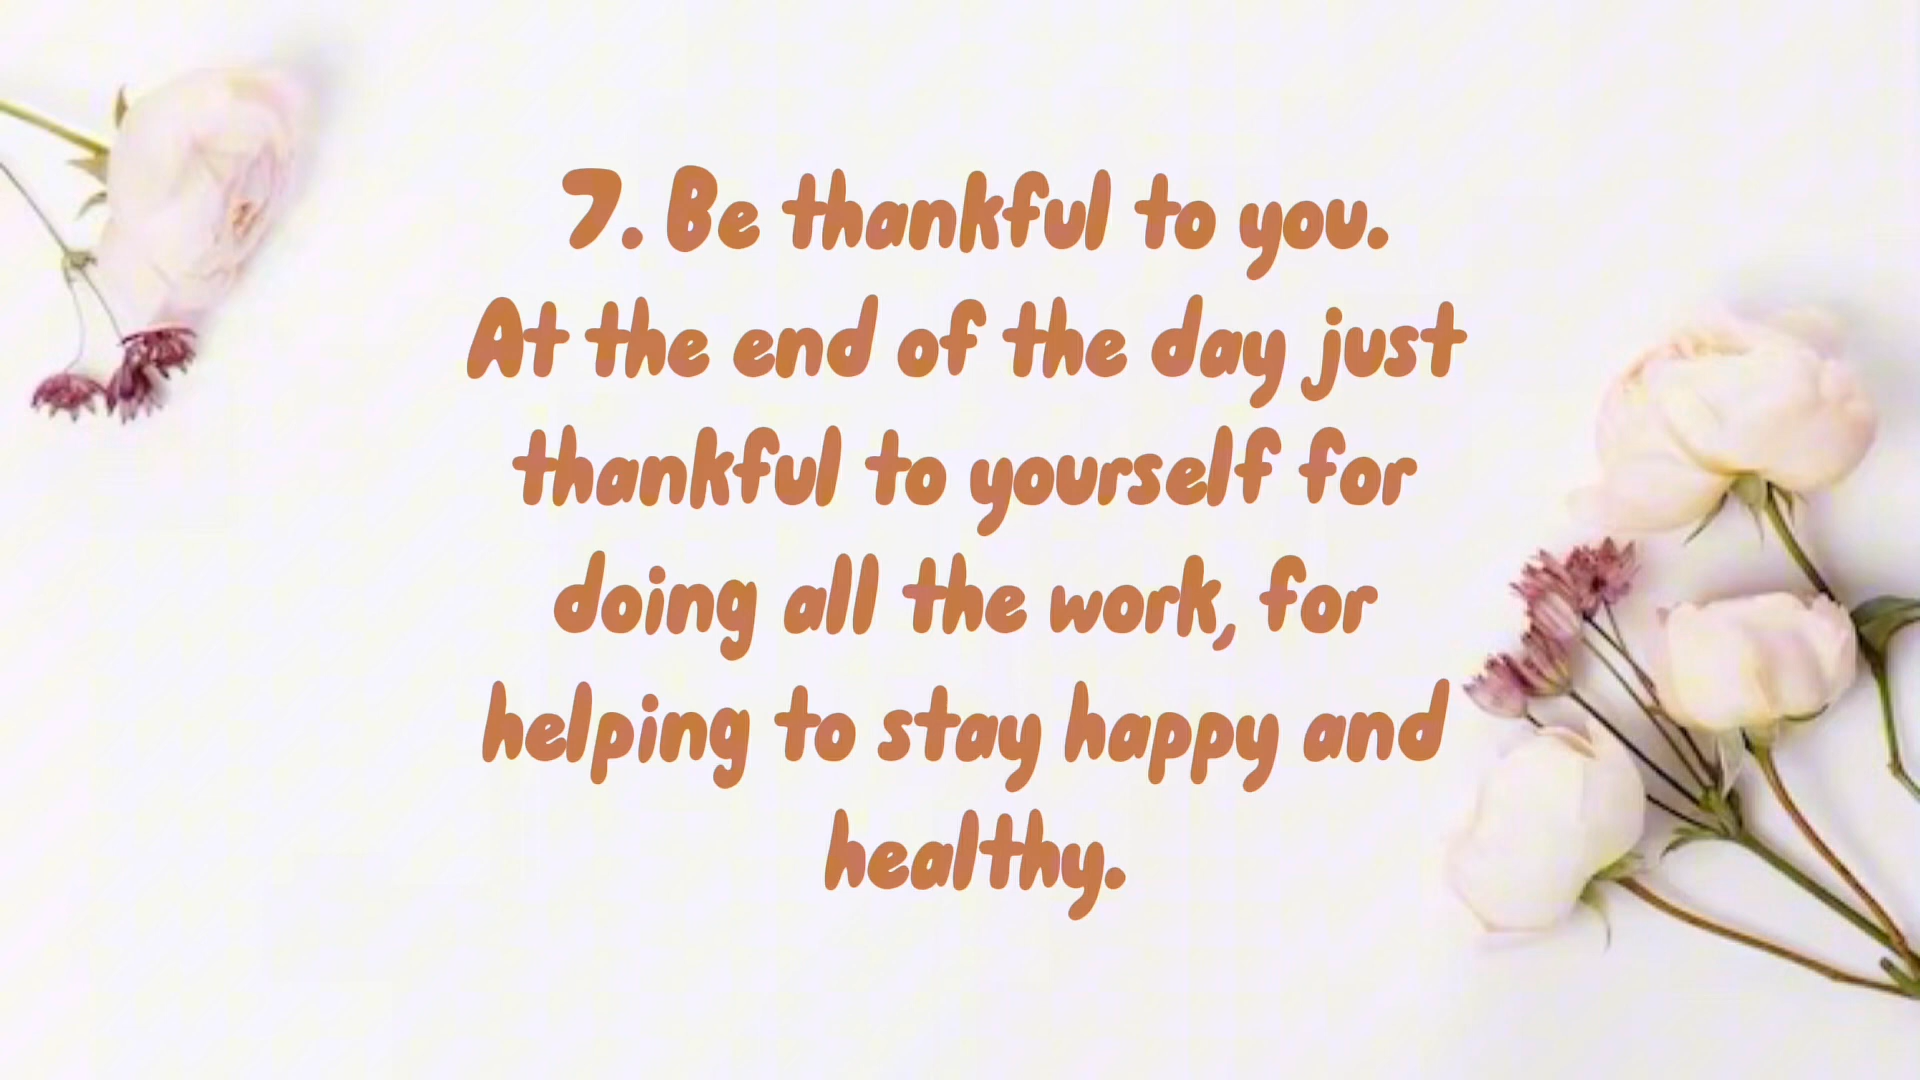 7. Be thankful to you.
At the end of the day just
thankful to yourself for
doing all the work, for
helping to stay happy and
healthy.